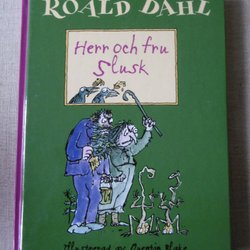 ROALD DAHL
Herr och fru
Slusk
Illustrerad av Quentin Blake